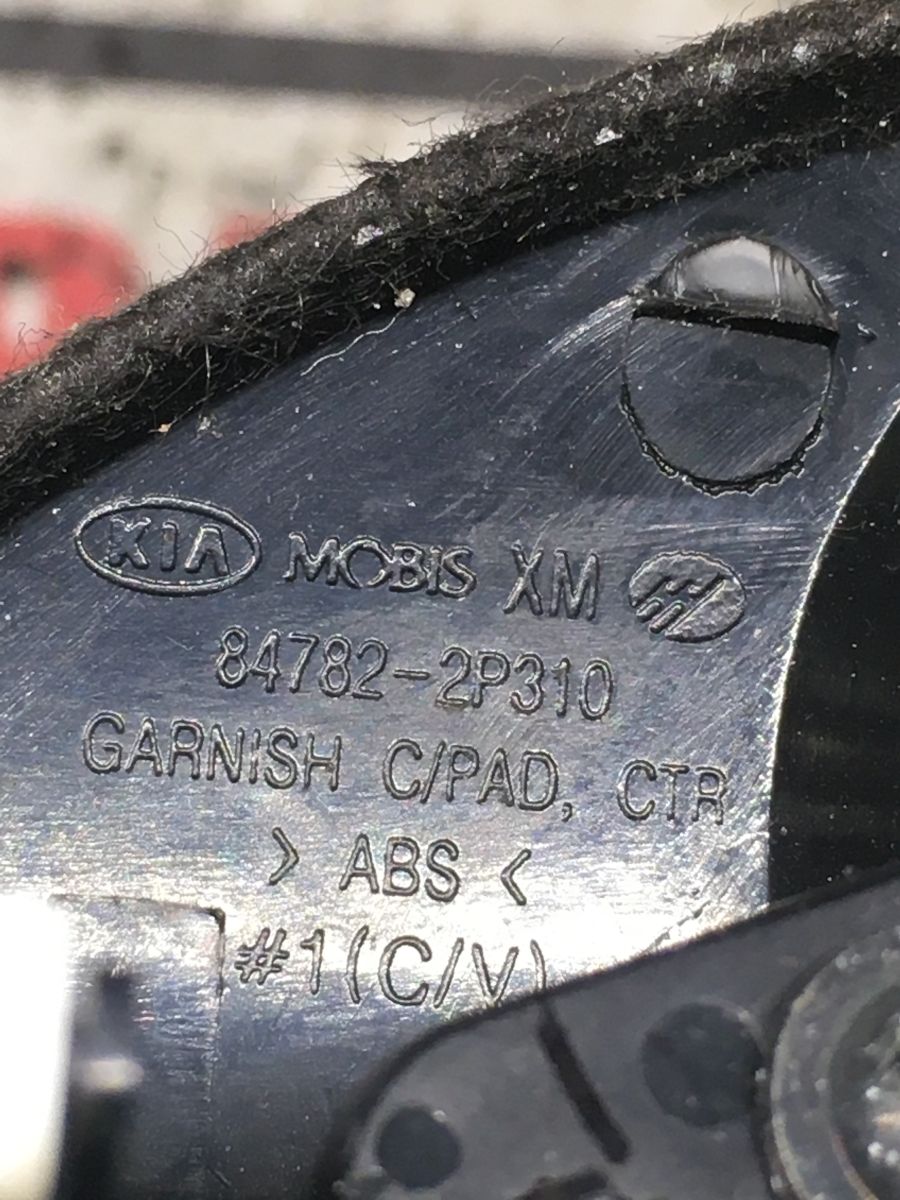 KIA MOBIS XM
84782-2P310
GARNISH C/PAD, CTR
> ABS <
#1(C/V)